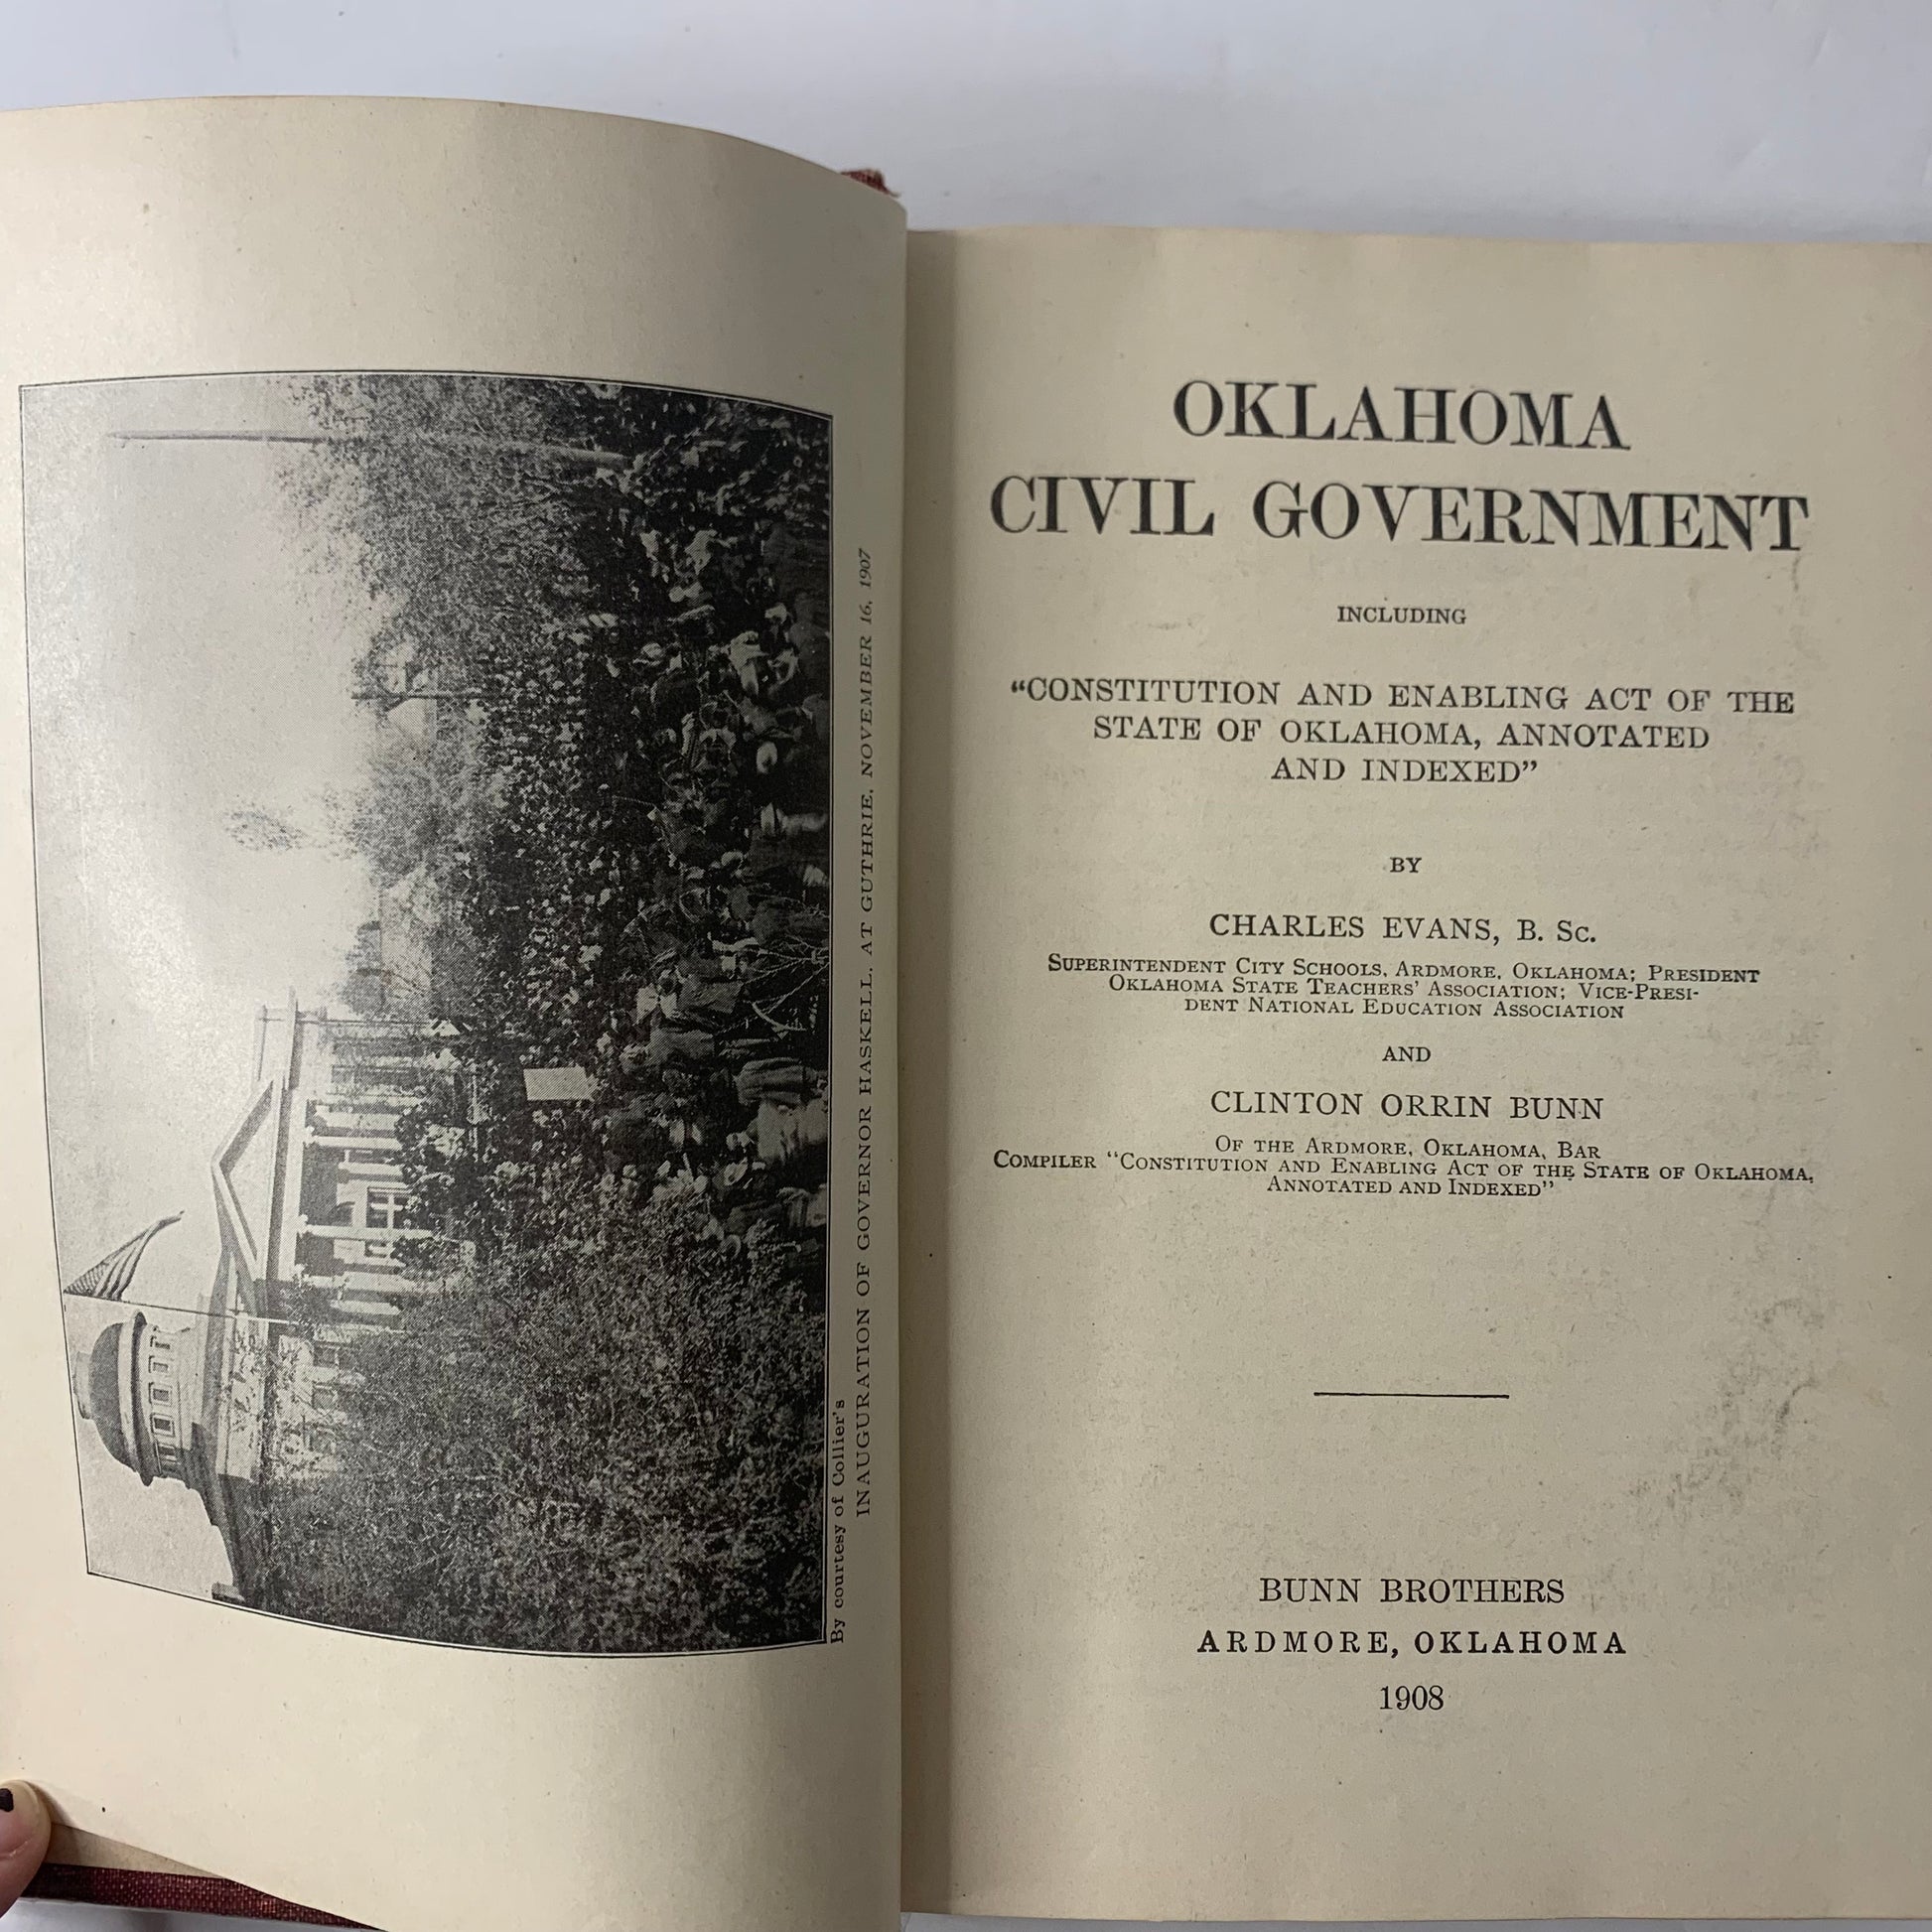 By courtesy of Collier's
INAUGURATION OF GOVERNOR HASKELL, AT GUTHRIE, NOVEMBER 16, 1907
OKLAHOMA
CIVIL GOVERNMENT
INCLUDING
“CONSTITUTION AND ENABLING ACT OF THE
STATE OF OKLAHOMA, ANNOTATED
AND INDEXED”
BY
CHARLES EVANS, B. Sc.
SUPERINTENDENT CITY SCHOOLS, ARDMORE, OKLAHOMA; PRESIDENT
OKLAHOMA STATE TEACHERS' ASSOCIATION; VICE-PRESI-
DENT NATIONAL EDUCATION ASSOCIATION
AND
CLINTON ORRIN BUNN
OF THE ARDMORE, OKLAHOMA, BAR
COMPILER “CONSTITUTION AND ENABLING ACT OF THE STATE OF OKLAHOMA,
ANNOTATED AND INDEXED”
BUNN BROTHERS
ARDMORE, OKLAHOMA
1908